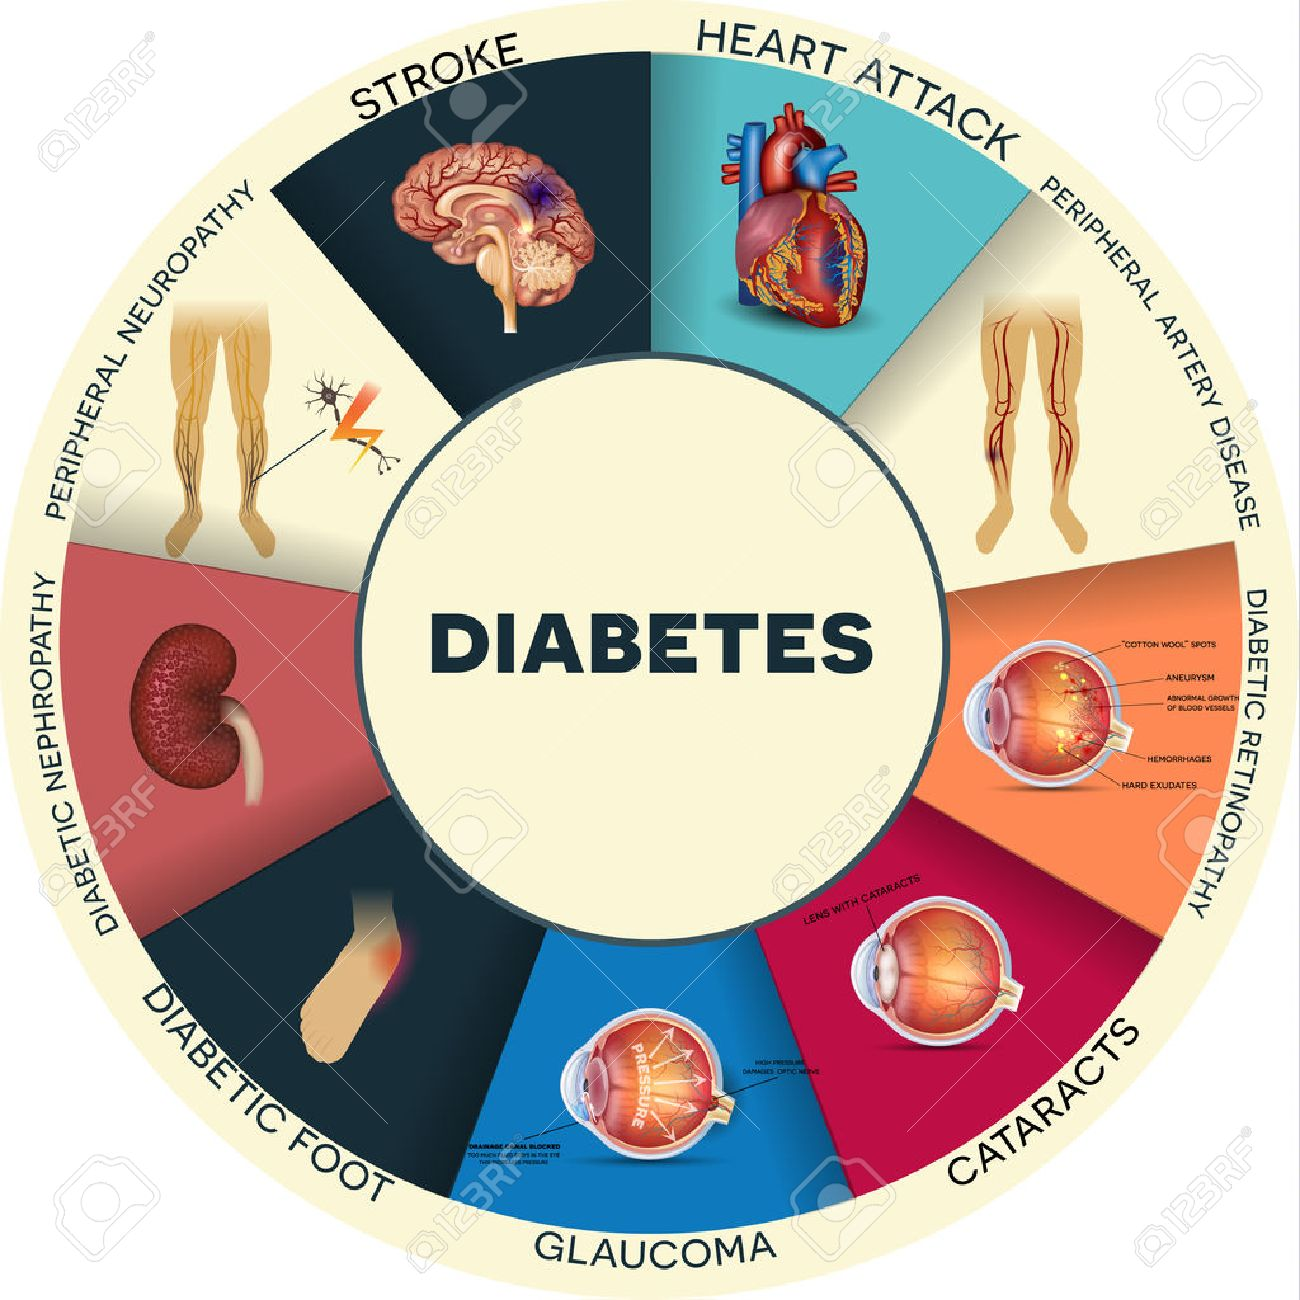 STROKE
HEART ATTACK
PERIPHERAL ARTERY DISEASE
DIABETIC RETINOPATHY
"COTTON WOOL" SPOTS
ANEURYSM
ABNORMAL GROWTH
OF BLOOD VESSELS
HEMORRHAGES
HARD EXUDATES
CATARACTS
LENS WITH CATARACTS
GLAUCOMA
PRESSURE
HIGH PRESSURE
DAMAGES OPTIC NERVE
DRAINAGE CANAL BLOCKED
DIABETIC FOOT
DIABETIC NEPHROPATHY
PERIPHERAL NEUROPATHY
DIABETES
123RF